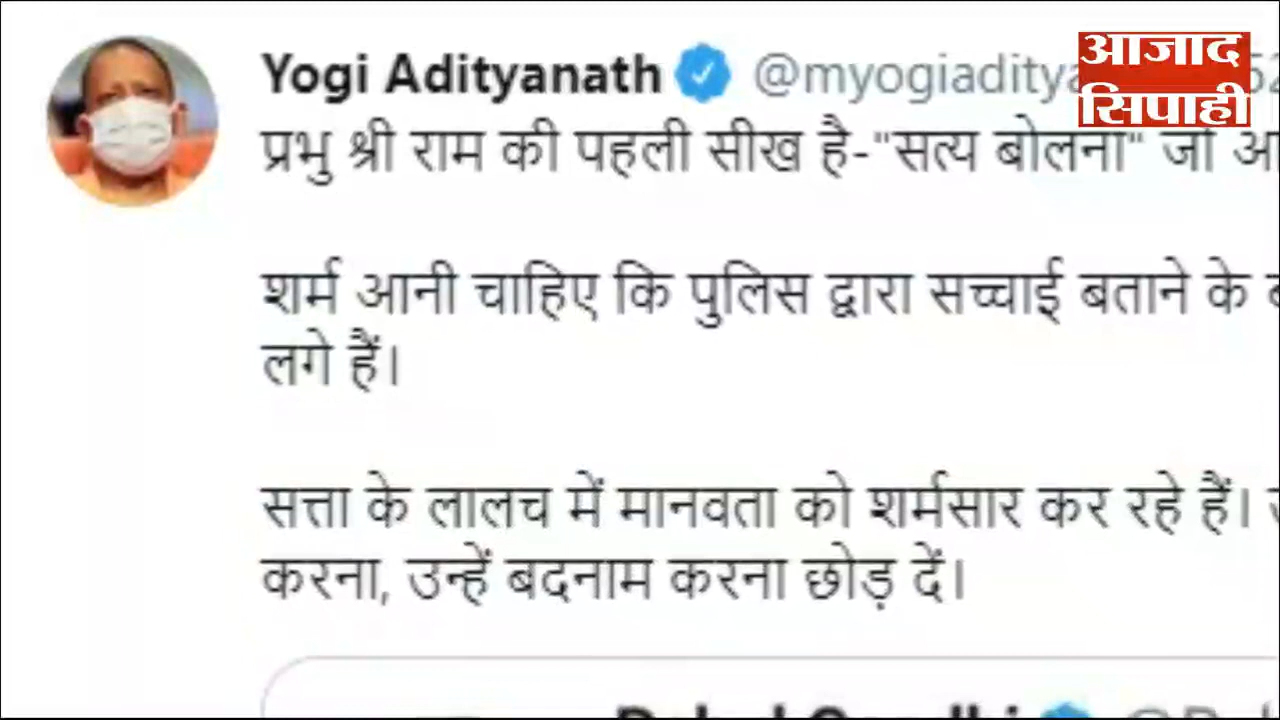 Yogi Adityanath @myogiaditya
आजाद
सिपाही
प्रभु श्री राम की पहली सीख है-"सत्य बोलना" जो
शर्म आनी चाहिए कि पुलिस द्वारा सच्चाई बताने के
लगे हैं।
सत्ता के लालच में मानवता को शर्मसार कर रहे हैं।
करना, उन्हें बदनाम करना छोड़ दें।